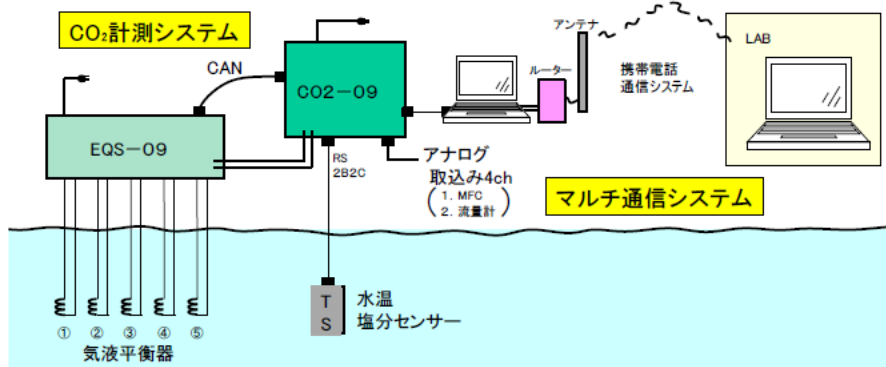 CO₂計測システム
CAN
CO2-09
EQS-09
アンテナ
ルーター
携帯電話
通信システム
LAB
RS
2B2C
アナログ
取込み4ch
(1. MFC
2. 流量計)
マルチ通信システム
T
S
水温
塩分センサー
① ② ③ ④ ⑤
気液平衡器